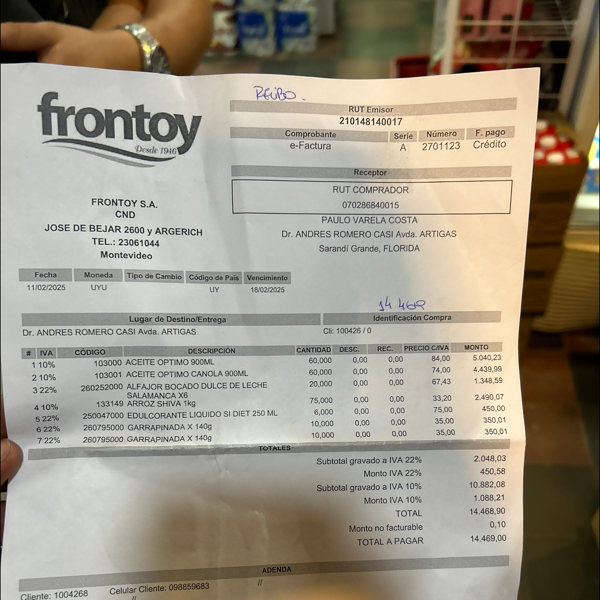 RECIBO.
frontoy
Desde 1946
RUT Emisor
210148140017
Comprobante Serie Número F. pago
e-Factura A 2701123 Crédito
Receptor
RUT COMPRADOR
070286840015
PAULO VARELA COSTA
Dr. ANDRES ROMERO CASI Avda. ARTIGAS
Sarandí Grande, FLORIDA
FRONTOY S.A.
CND
JOSE DE BEJAR 2600 y ARGERICH
TEL.: 23061044
Montevideo
Fecha Moneda Tipo de Cambio Código de País Vencimiento
11/02/2025 UYU UY 18/02/2025
14 469
Lugar de Destino/Entrega Identificación Compra
Dr. ANDRES ROMERO CASI Avda. ARTIGAS Cli: 100426 / 0
# IVA CÓDIGO DESCRIPCIÓN CANTIDAD DESC. REC. PRECIO C/IVA MONTO
1 10% 103000 ACEITE OPTIMO 900ML 60,000 0,00 0,00 84,00 5.040,23
2 10% 103001 ACEITE OPTIMO CANOLA 900ML 60,000 0,00 0,00 74,00 4.439,99
3 22% 260252000 ALFAJOR BOCADO DULCE DE LECHE 20,000 0,00 0,00 67,43 1.348,59
SALAMANCA X6
4 10% 133149 ARROZ SHIVA 1kg 75,000 0,00 0,00 33,20 2.490,07
5 22% 250047000 EDULCORANTE LIQUIDO SI DIET 250 ML 6,000 0,00 0,00 75,00 450,00
6 22% 260795000 GARRAPINADA X 140g 10,000 0,00 0,00 35,00 350,01
7 22% 260795000 GARRAPINADA X 140g 10,000 0,00 0,00 35,00 350,01
TOTALES
Subtotal gravado a IVA 22% 2.048,03
Monto IVA 22% 450,58
Subtotal gravado a IVA 10% 10.882,08
Monto IVA 10% 1.088,21
TOTAL 14.468,90
Monto no facturable 0,10
TOTAL A PAGAR 14.469,00
ADENDA
Cliente: 1004268 Celular Cliente: 098859683 //
//